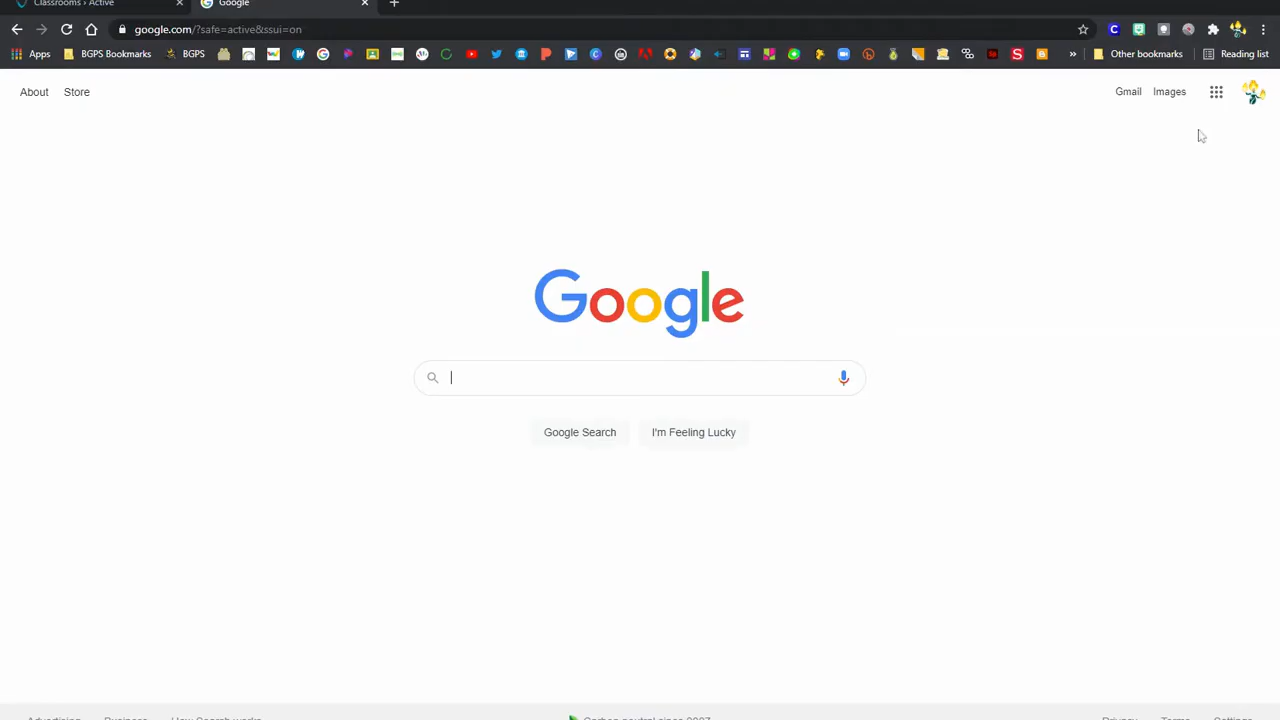 Classrooms › Active
Google
google.com/?safe=active&ssui=on
Apps BGPS Bookmarks BGPS Other bookmarks Reading list
About Store Gmail Images
Google
Google Search I'm Feeling Lucky
Advertising Business How Search works Carbon neutral since 2007 Privacy Terms Settings